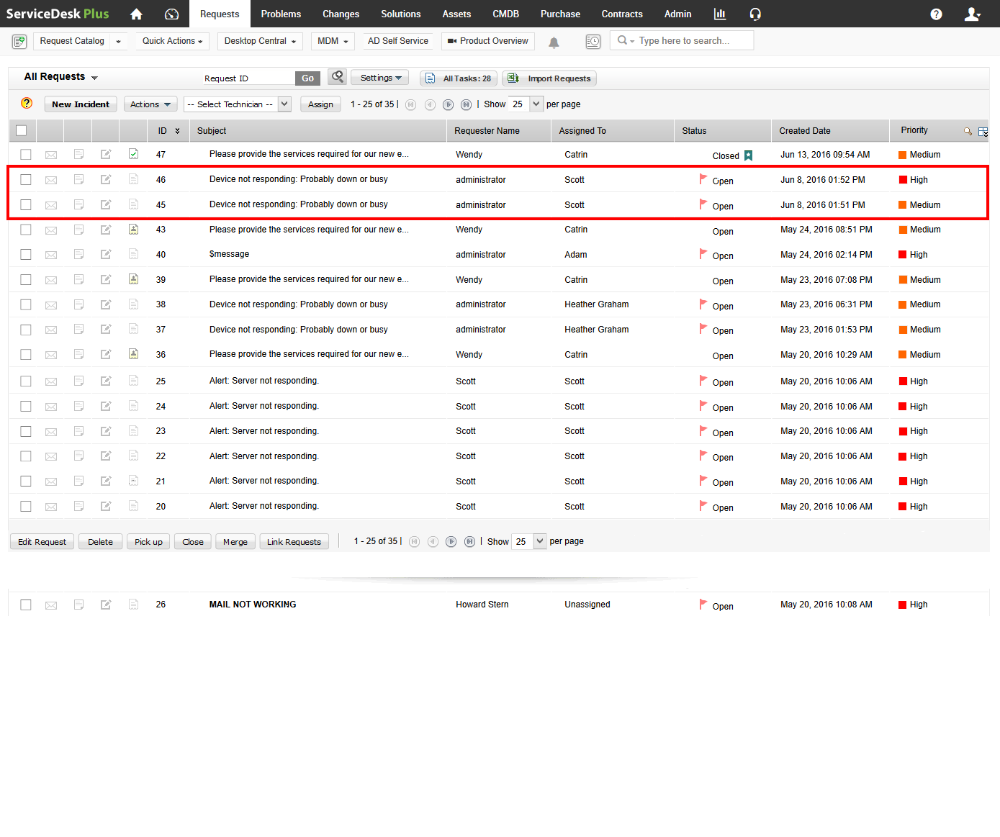 ServiceDesk Plus Requests Problems Changes Solutions Assets CMDB Purchase Contracts Admin
Request Catalog Quick Actions Desktop Central MDM AD Self Service Product Overview Type here to search...
All Requests Request ID Go Settings All Tasks: 28 Import Requests
New Incident Actions -- Select Technician -- Assign 1 - 25 of 35 | | Show 25 per page
ID Subject Requester Name Assigned To Status Created Date Priority
47 Please provide the services required for our new e... Wendy Catrin Closed Jun 13, 2016 09:54 AM Medium
46 Device not responding: Probably down or busy administrator Scott Open Jun 8, 2016 01:52 PM High
45 Device not responding: Probably down or busy administrator Scott Open Jun 8, 2016 01:51 PM Medium
43 Please provide the services required for our new e... Wendy Catrin Open May 24, 2016 08:51 PM Medium
40 $message administrator Adam Open May 24, 2016 02:14 PM High
39 Please provide the services required for our new e... Wendy Catrin Open May 23, 2016 07:08 PM Medium
38 Device not responding: Probably down or busy administrator Heather Graham Open May 23, 2016 06:31 PM Medium
37 Device not responding: Probably down or busy administrator Heather Graham Open May 23, 2016 01:53 PM Medium
36 Please provide the services required for our new e... Wendy Catrin Open May 20, 2016 10:29 AM Medium
25 Alert: Server not responding. Scott Scott Open May 20, 2016 10:06 AM High
24 Alert: Server not responding. Scott Scott Open May 20, 2016 10:06 AM High
23 Alert: Server not responding. Scott Scott Open May 20, 2016 10:06 AM High
22 Alert: Server not responding. Scott Scott Open May 20, 2016 10:06 AM High
21 Alert: Server not responding. Scott Scott Open May 20, 2016 10:06 AM High
20 Alert: Server not responding. Scott Scott Open May 20, 2016 10:06 AM High
Edit Request Delete Pick up Close Merge Link Requests 1 - 25 of 35 | | Show 25 per page
26 MAIL NOT WORKING Howard Stern Unassigned Open May 20, 2016 10:08 AM High